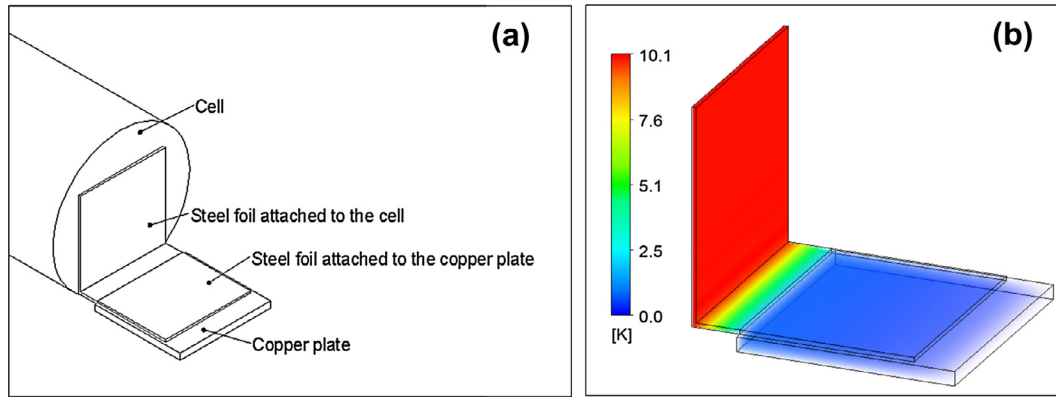 (a)
Cell
Steel foil attached to the cell
Steel foil attached to the copper plate
Copper plate
(b)
10.1
7.6
5.1
2.5
0.0
[K]